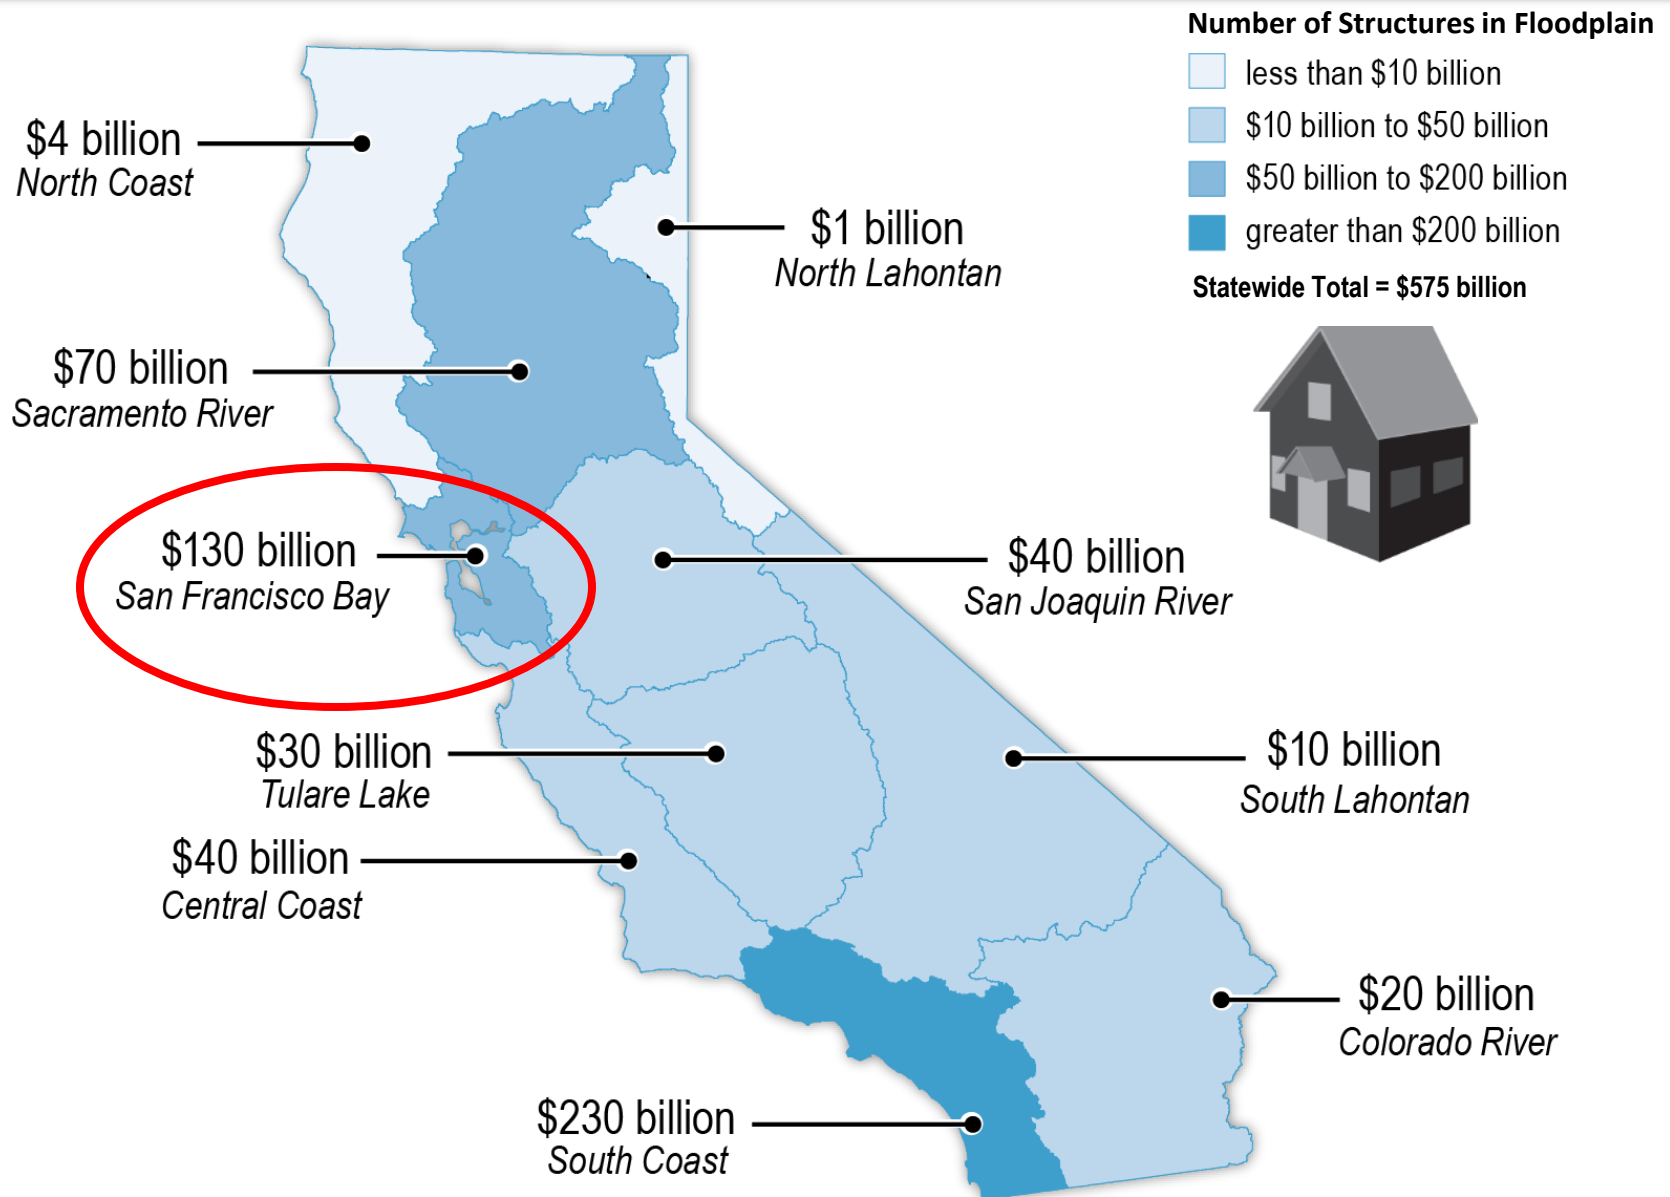 Number of Structures in Floodplain
less than $10 billion
$10 billion to $50 billion
$50 billion to $200 billion
greater than $200 billion
Statewide Total = $575 billion
$4 billion
North Coast
$1 billion
North Lahontan
$70 billion
Sacramento River
$130 billion
San Francisco Bay
$40 billion
San Joaquin River
$30 billion
Tulare Lake
$10 billion
South Lahontan
$40 billion
Central Coast
$20 billion
Colorado River
$230 billion
South Coast